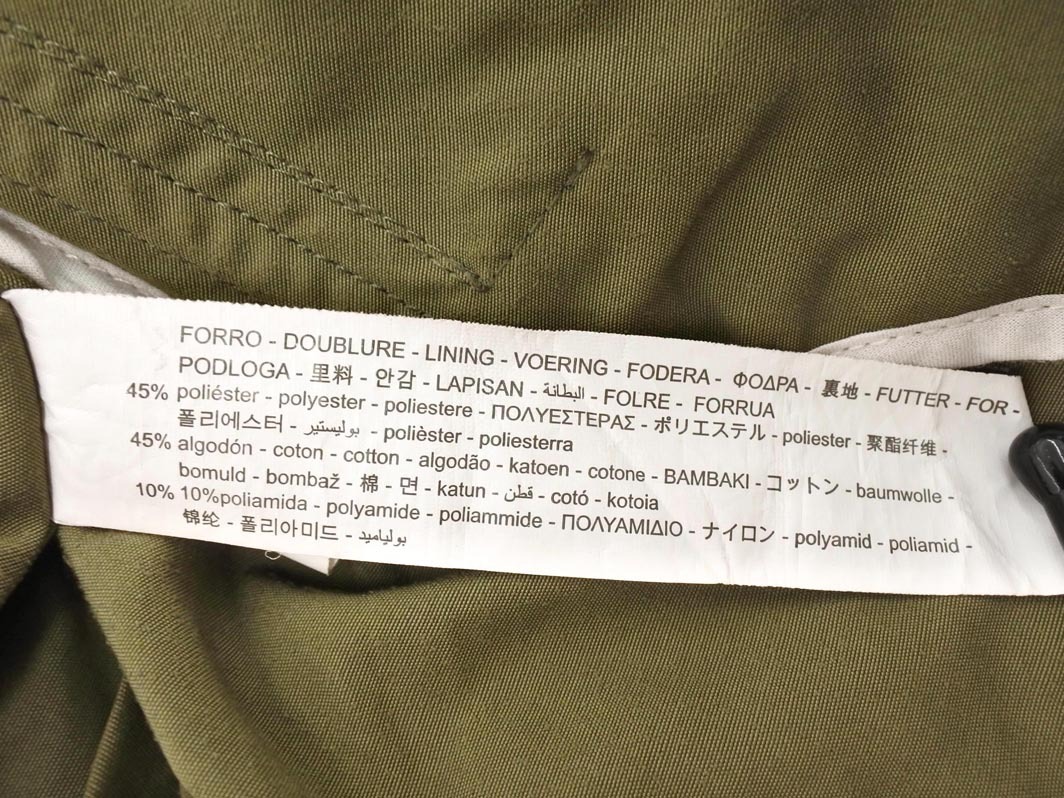 FORRO - DOUBLURE - LINING - VOERING - FODERA - ΦΟΔΡΑ - 裏地 - FUTTER - FOR -
PODLOGA - 里料 - 안감 - LAPISAN - البطانة - FOLRE - FORRUA
45% poliéster - polyester - poliestere - ΠΟΛΥΕΣΤΕΡΑΣ - ポリエステル - poliester - 聚酯纤维 -
폴리에스터 - بوليستير - polièster - poliesterra
45% algodón - coton - cotton - algodão - katoen - cotone - BAMBAKI - コットン - baumwolle -
bomuld - bombaž - 棉 - 면 - katun - قطن - cotó - kotoia
10% 10%poliamida - polyamide - poliammide - ΠΟΛΥΑΜΙΔΙΟ - ナイロン - polyamid - poliamid -
锦纶 - 폴리아미드 - بولياميد